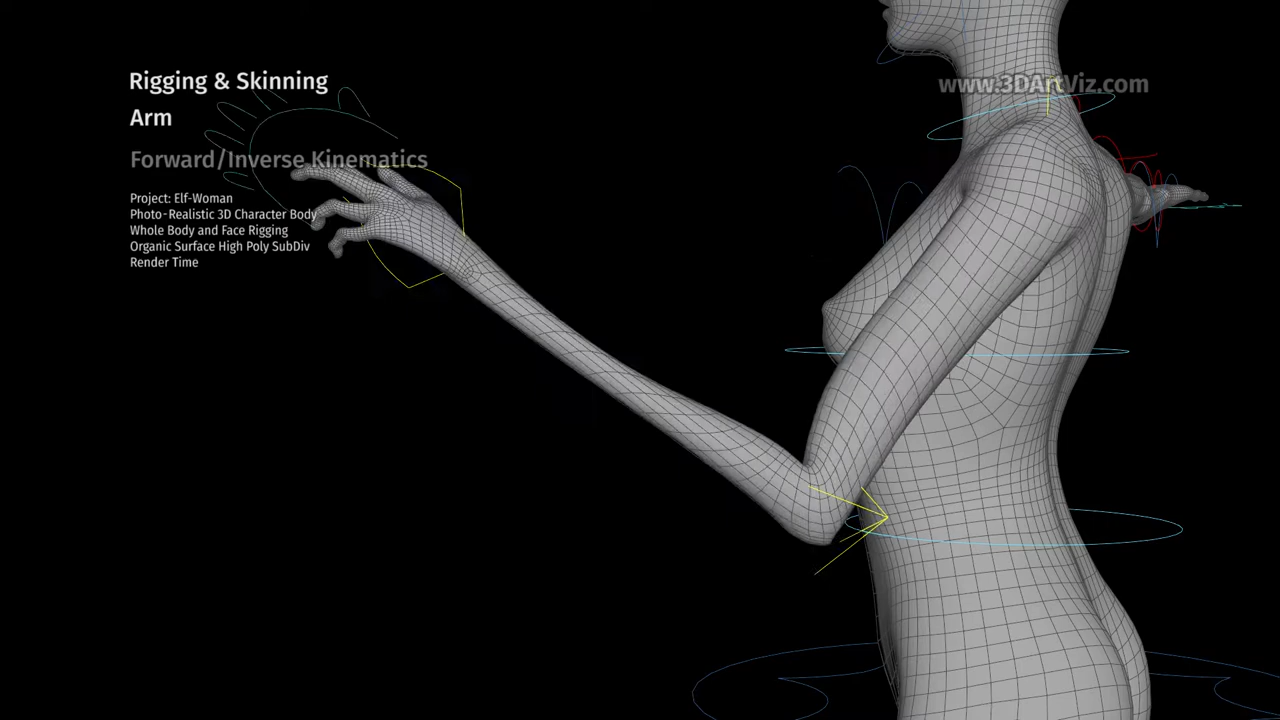 Rigging & Skinning
www.3DArtViz.com
Arm
Forward/Inverse Kinematics
Project: Elf-Woman
Photo-Realistic 3D Character Body
Whole Body and Face Rigging
Organic Surface High Poly SubDiv
Render Time